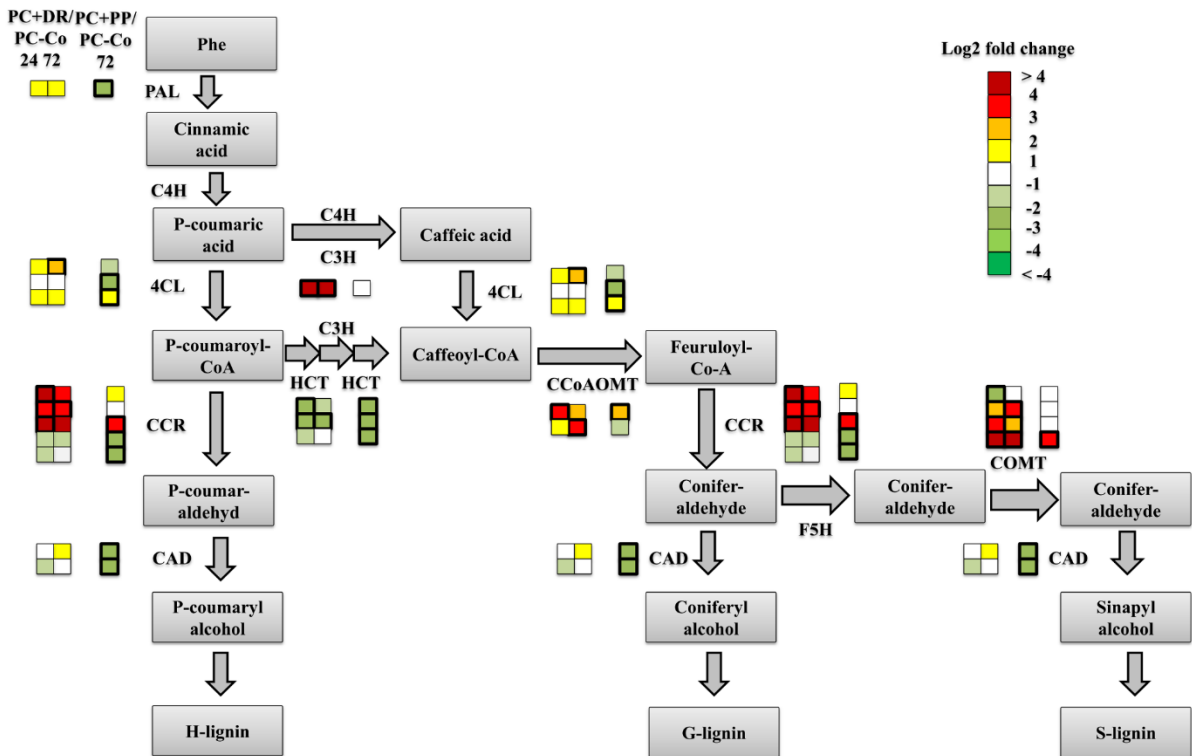 PC+DR/ PC+PP/
PC-Co PC-Co
24 72 72
Phe
Log2 fold change
> 4
4
3
2
1
-1
-2
-3
-4
< -4
PAL
Cinnamic
acid
C4H
P-coumaric
acid
C4H
C3H
Caffeic acid
4CL
4CL
P-coumaroyl-
CoA
C3H
HCT HCT
Caffeoyl-CoA
CCoAOMT
Feuruloyl-
Co-A
CCR
CCR
COMT
P-coumar-
aldehyd
Conifer-
aldehyde
F5H
Conifer-
aldehyde
Conifer-
aldehyde
CAD
CAD
CAD
P-coumaryl
alcohol
Coniferyl
alcohol
Sinapyl
alcohol
H-lignin
G-lignin
S-lignin